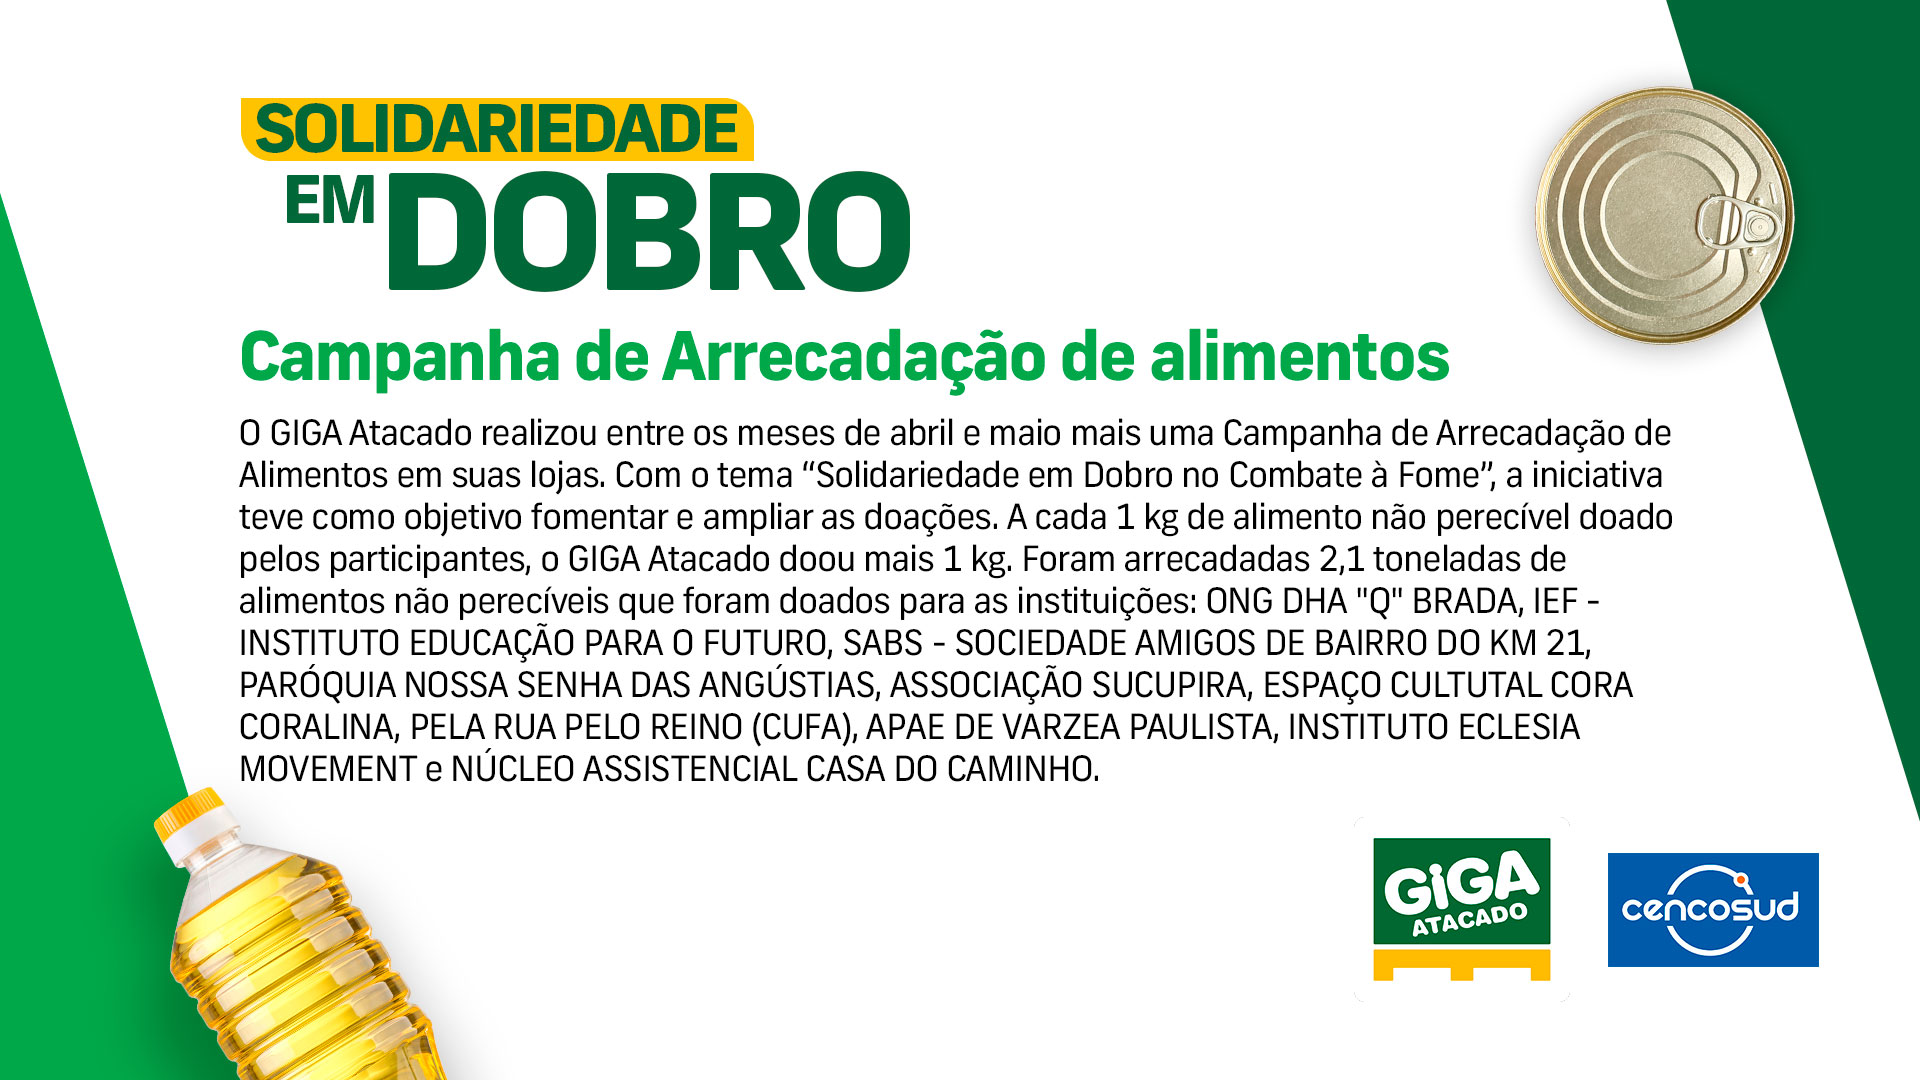 SOLIDARIEDADE
EM DOBRO
Campanha de Arrecadação de alimentos
O GIGA Atacado realizou entre os meses de abril e maio mais uma Campanha de Arrecadação de
Alimentos em suas lojas. Com o tema “Solidariedade em Dobro no Combate à Fome”, a iniciativa
teve como objetivo fomentar e ampliar as doações. A cada 1 kg de alimento não perecível doado
pelos participantes, o GIGA Atacado doou mais 1 kg. Foram arrecadadas 2,1 toneladas de
alimentos não perecíveis que foram doados para as instituições: ONG DHA "Q" BRADA, IEF -
INSTITUTO EDUCAÇÃO PARA O FUTURO, SABS - SOCIEDADE AMIGOS DE BAIRRO DO KM 21,
PARÓQUIA NOSSA SENHA DAS ANGÚSTIAS, ASSOCIAÇÃO SUCUPIRA, ESPAÇO CULTUTAL CORA
CORALINA, PELA RUA PELO REINO (CUFA), APAE DE VARZEA PAULISTA, INSTITUTO ECLESIA
MOVEMENT e NÚCLEO ASSISTENCIAL CASA DO CAMINHO.
GiGA
ATACADO
cencosud